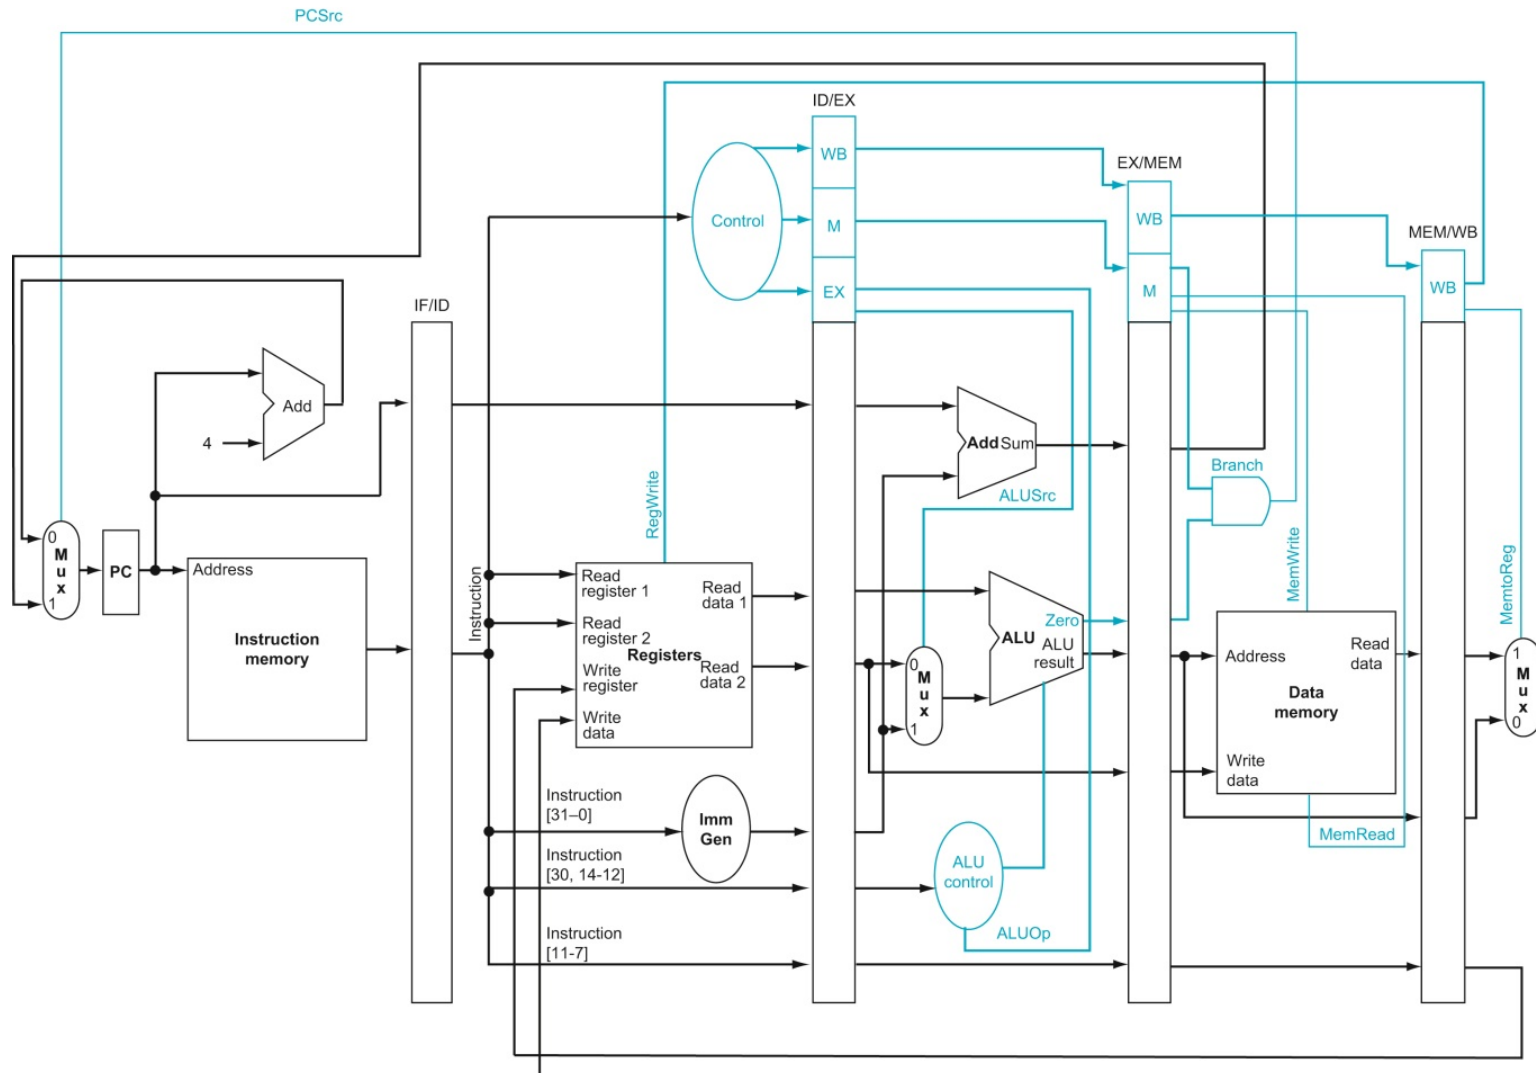 PCSrc
ID/EX
WB
EX/MEM
Control
M
WB
MEM/WB
EX
M
WB
IF/ID
Add
4
Add Sum
Branch
RegWrite
ALUSrc
MemWrite
MemtoReg
0
Mux
1
PC
Address
Instruction
memory
Instruction
Read
register 1
Read
register 2
Write
register
Write
data
Registers
Read
data 1
Read
data 2
0
Mux
1
Zero
ALU
ALU
result
Address
Read
data
Data
memory
Write
data
1
Mux
0
Instruction
[31–0]
Imm
Gen
MemRead
Instruction
[30, 14-12]
ALU
control
Instruction
[11-7]
ALUOp